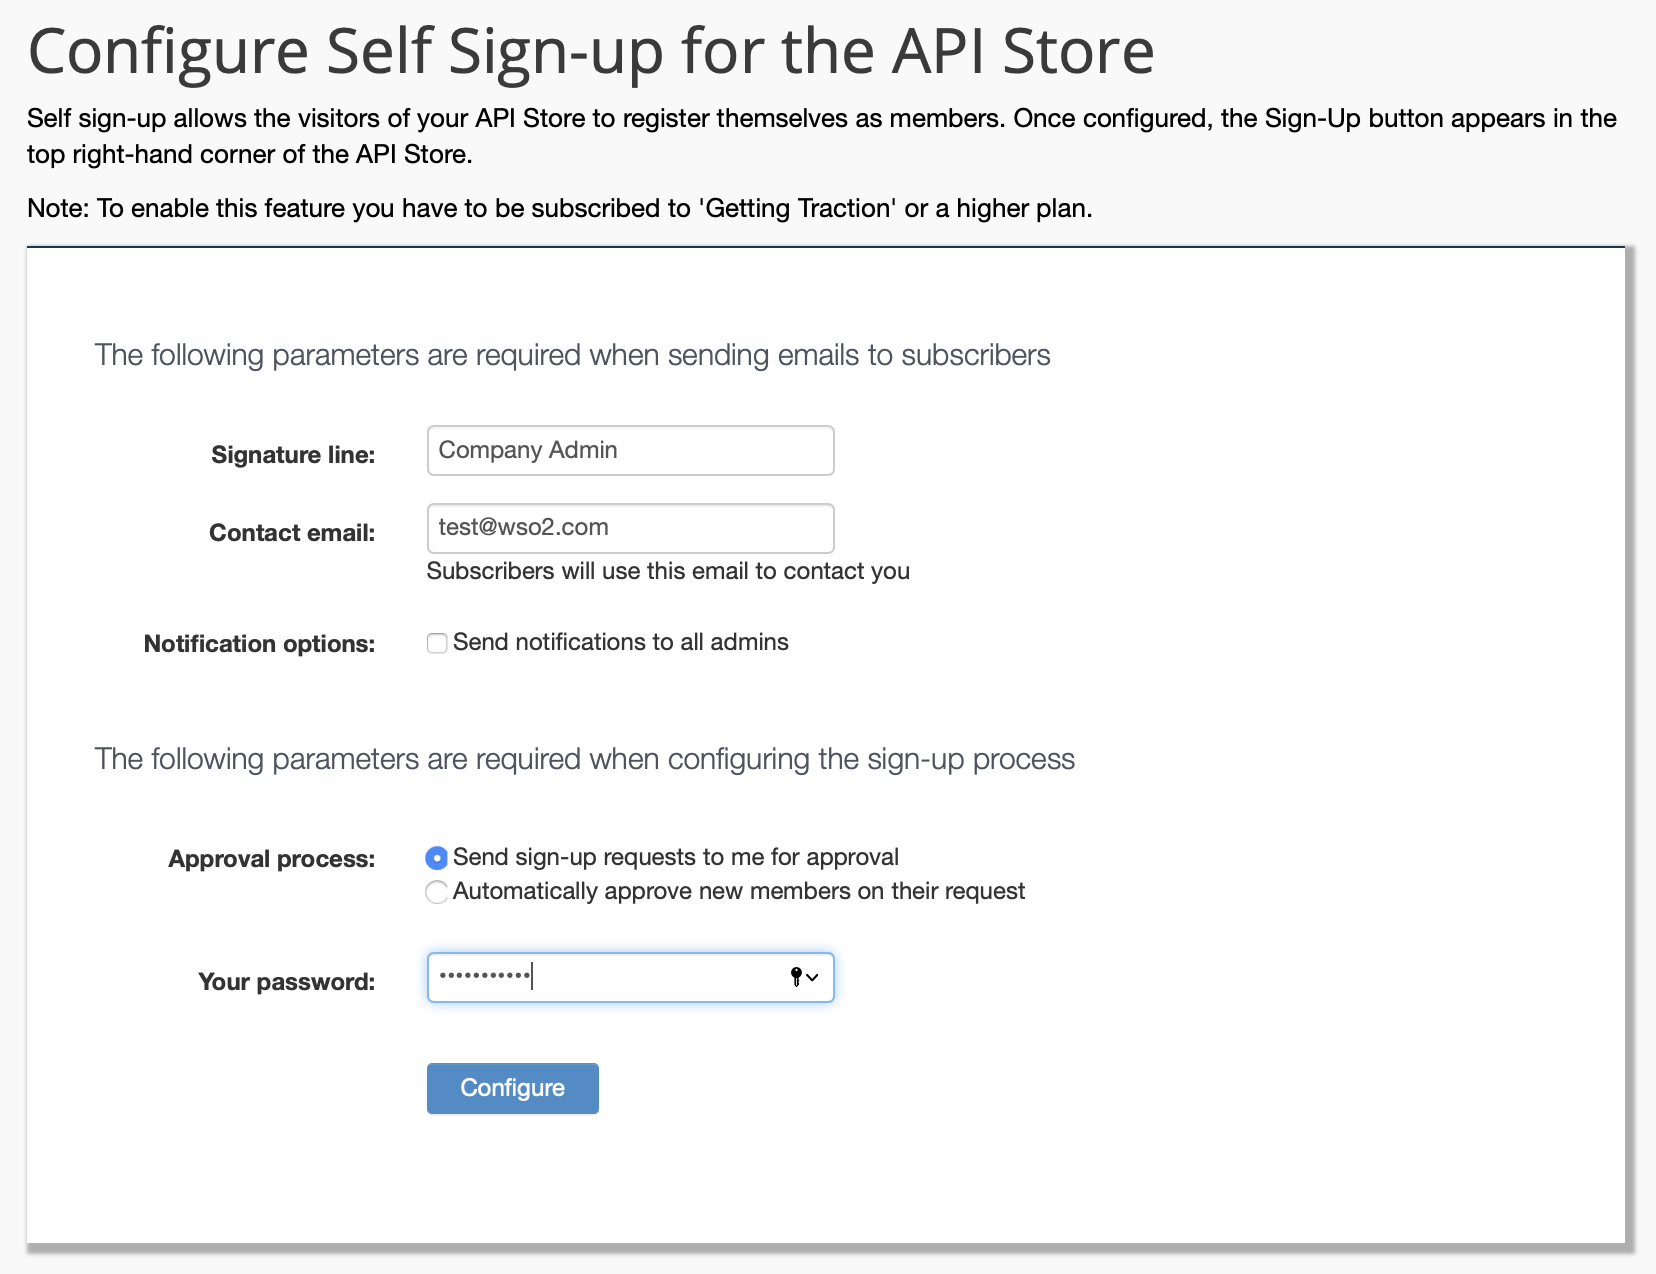 Configure Self Sign-up for the API Store
Self sign-up allows the visitors of your API Store to register themselves as members. Once configured, the Sign-Up button appears in the
top right-hand corner of the API Store.
Note: To enable this feature you have to be subscribed to 'Getting Traction' or a higher plan.
The following parameters are required when sending emails to subscribers
Signature line: Company Admin
Contact email: test@wso2.com
Subscribers will use this email to contact you
Notification options: Send notifications to all admins
The following parameters are required when configuring the sign-up process
Approval process: Send sign-up requests to me for approval
Automatically approve new members on their request
Your password: •••••••••••
Configure